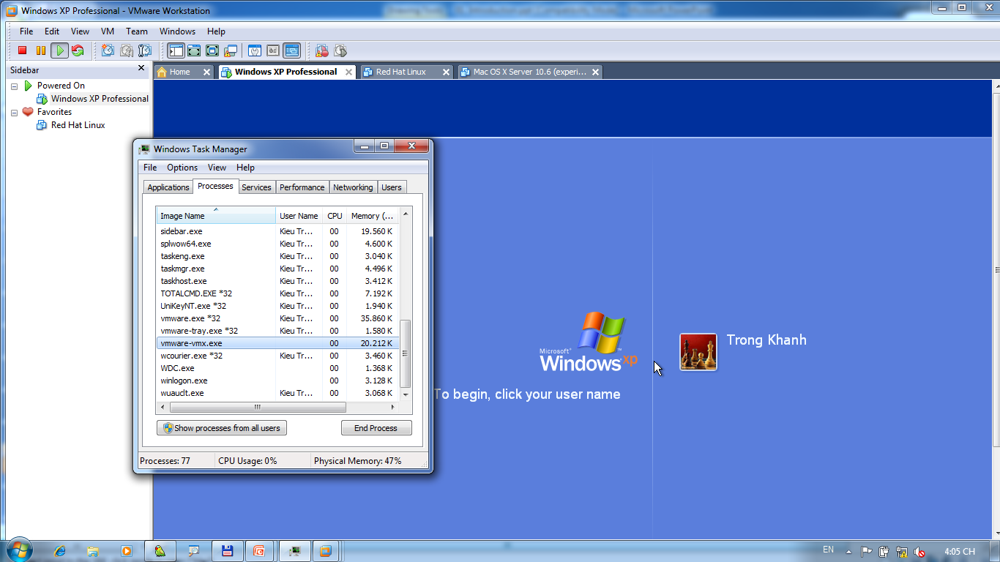 Windows XP Professional - VMware Workstation
File Edit View VM Team Windows Help
Sidebar
Home Windows XP Professional Red Hat Linux Mac OS X Server 10.6 (experi...
Powered On
Windows XP Professional
Favorites
Red Hat Linux
Windows Task Manager
File Options View Help
Applications Processes Services Performance Networking Users
Image Name User Name CPU Memory (...
sidebar.exe Kieu Tr... 00 19.560 K
splwow64.exe Kieu Tr... 00 4.600 K
taskeng.exe Kieu Tr... 00 3.040 K
taskmgr.exe Kieu Tr... 00 4.496 K
taskhost.exe Kieu Tr... 00 3.412 K
TOTALCMD.EXE *32 Kieu Tr... 00 7.192 K
UniKeyNT.exe *32 Kieu Tr... 00 1.940 K
vmware.exe *32 Kieu Tr... 00 35.860 K
vmware-tray.exe *32 Kieu Tr... 00 1.580 K
vmware-vmx.exe 00 20.212 K
wcourier.exe *32 Kieu Tr... 00 3.460 K
WDC.exe 00 1.368 K
winlogon.exe 00 3.128 K
wuauclt.exe Kieu Tr... 00 3.068 K
Show processes from all users End Process
Processes: 77 CPU Usage: 0% Physical Memory: 47%
Microsoft®
Windows xp
To begin, click your user name
Trong Khanh
EN 4:05 CH